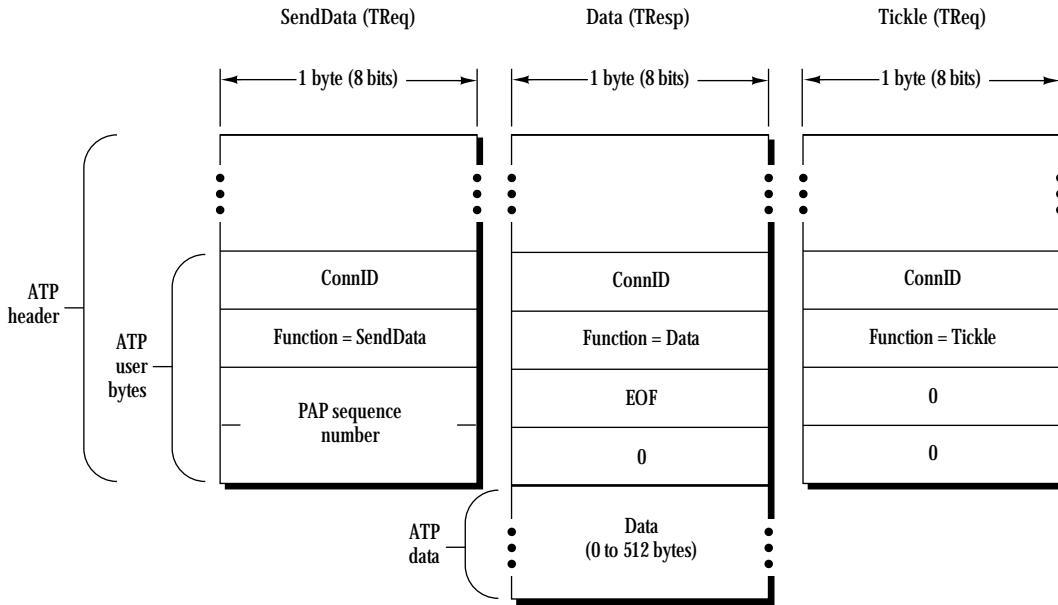 SendData (TReq)
Data (TResp)
Tickle (TReq)
1 byte (8 bits)
1 byte (8 bits)
1 byte (8 bits)
ATP
header
ATP
user
bytes
ConnID
Function = SendData
PAP sequence
number
ConnID
Function = Data
EOF
0
ATP
data
Data
(0 to 512 bytes)
ConnID
Function = Tickle
0
0